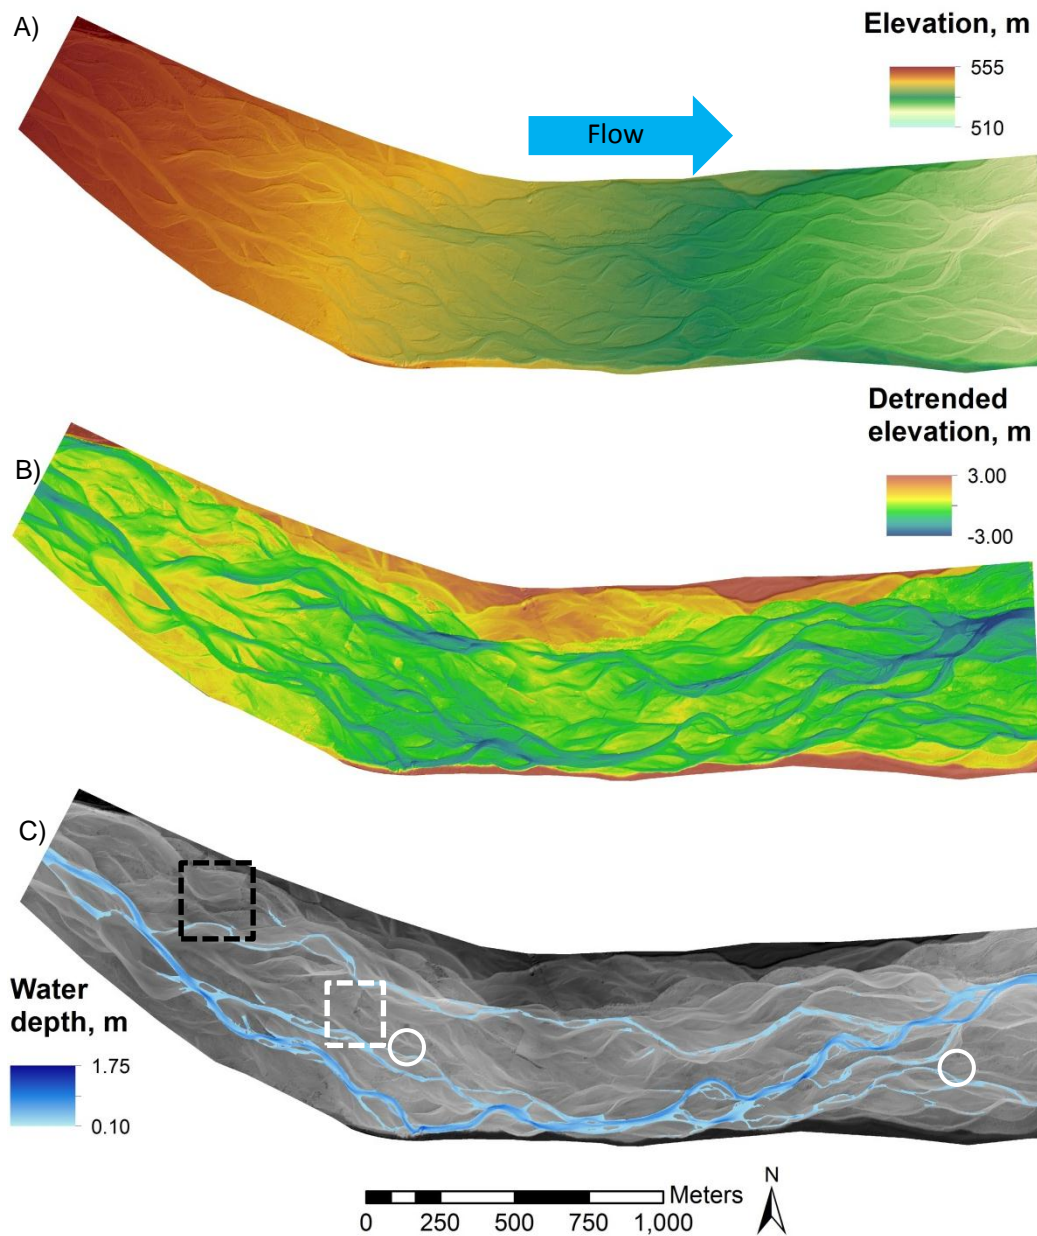 A)
Elevation, m
555
510
Flow
Detrended
elevation, m
B)
3.00
-3.00
C)
Water
depth, m
1.75
0.10
N
Meters
0 250 500 750 1,000